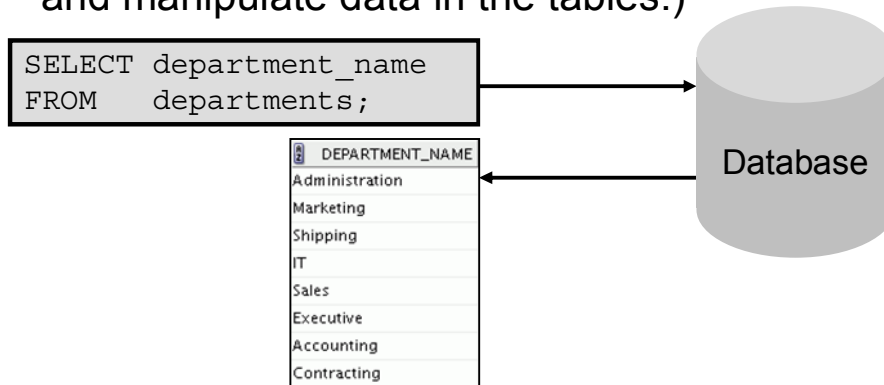 and manipulate data in the tables.)
SELECT department_name
FROM departments;
Database
DEPARTMENT_NAME
Administration
Marketing
Shipping
IT
Sales
Executive
Accounting
Contracting